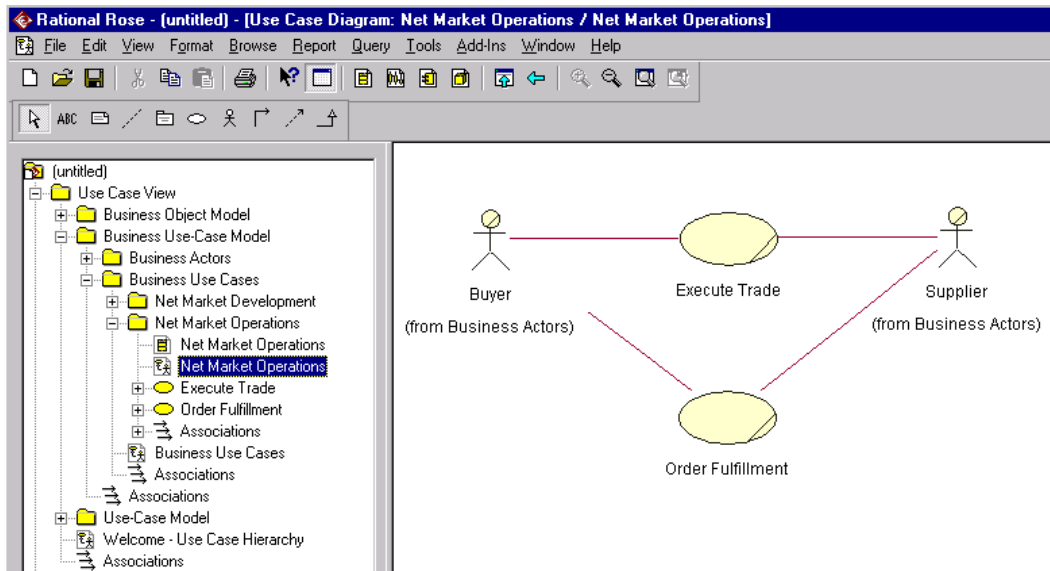 Rational Rose - (untitled) - [Use Case Diagram: Net Market Operations / Net Market Operations]
File Edit View Format Browse Report Query Tools Add-Ins Window Help
ABC
(untitled)
Use Case View
Business Object Model
Business Use-Case Model
Business Actors
Business Use Cases
Net Market Development
Net Market Operations
Net Market Operations
Net Market Operations
Execute Trade
Order Fulfillment
Associations
Business Use Cases
Associations
Associations
Use-Case Model
Welcome - Use Case Hierarchy
Associations
Buyer
(from Business Actors)
Execute Trade
Supplier
(from Business Actors)
Order Fulfillment